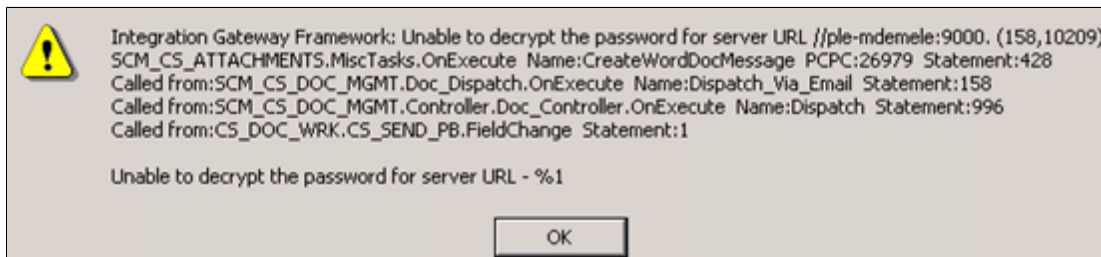 Integration Gateway Framework: Unable to decrypt the password for server URL //ple-mdemele:9000. (158,10209)
SCM_CS_ATTACHMENTS.MiscTasks.OnExecute Name:CreateWordDocMessage PCPC:26979 Statement:428
Called from:SCM_CS_DOC_MGMT.Doc_Dispatch.OnExecute Name:Dispatch_Via_Email Statement:158
Called from:SCM_CS_DOC_MGMT.Controller.Doc_Controller.OnExecute Name:Dispatch Statement:996
Called from:CS_DOC_WRK.CS_SEND_PB.FieldChange Statement:1
Unable to decrypt the password for server URL - %1
OK